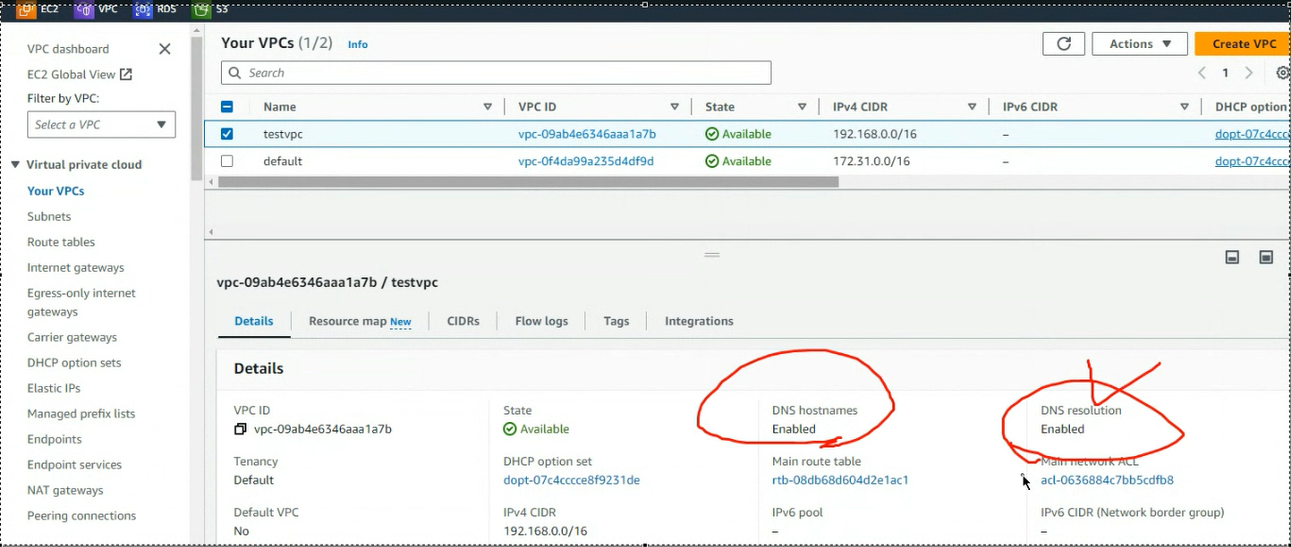 EC2 VPC RDS S3
VPC dashboard
EC2 Global View
Filter by VPC:
Select a VPC
Virtual private cloud
Your VPCs
Subnets
Route tables
Internet gateways
Egress-only internet
gateways
Carrier gateways
DHCP option sets
Elastic IPs
Managed prefix lists
Endpoints
Endpoint services
NAT gateways
Peering connections
Your VPCs (1/2) Info
Actions
Create VPC
Search
1
Name VPC ID State IPv4 CIDR IPv6 CIDR DHCP option
testvpc vpc-09ab4e6346aaa1a7b Available 192.168.0.0/16 – dopt-07c4ccc
default vpc-0f4da99a235d4df9d Available 172.31.0.0/16 – dopt-07c4ccc
vpc-09ab4e6346aaa1a7b / testvpc
Details Resource map New CIDRs Flow logs Tags Integrations
Details
VPC ID State DNS hostnames DNS resolution
vpc-09ab4e6346aaa1a7b Available Enabled Enabled
Tenancy DHCP option set Main route table Main network ACL
Default dopt-07c4cccce8f9231de rtb-08db68d604d2e1ac1 acl-0636884c7bb5cdfb8
Default VPC IPv4 CIDR IPv6 pool IPv6 CIDR (Network border group)
No 192.168.0.0/16 – –